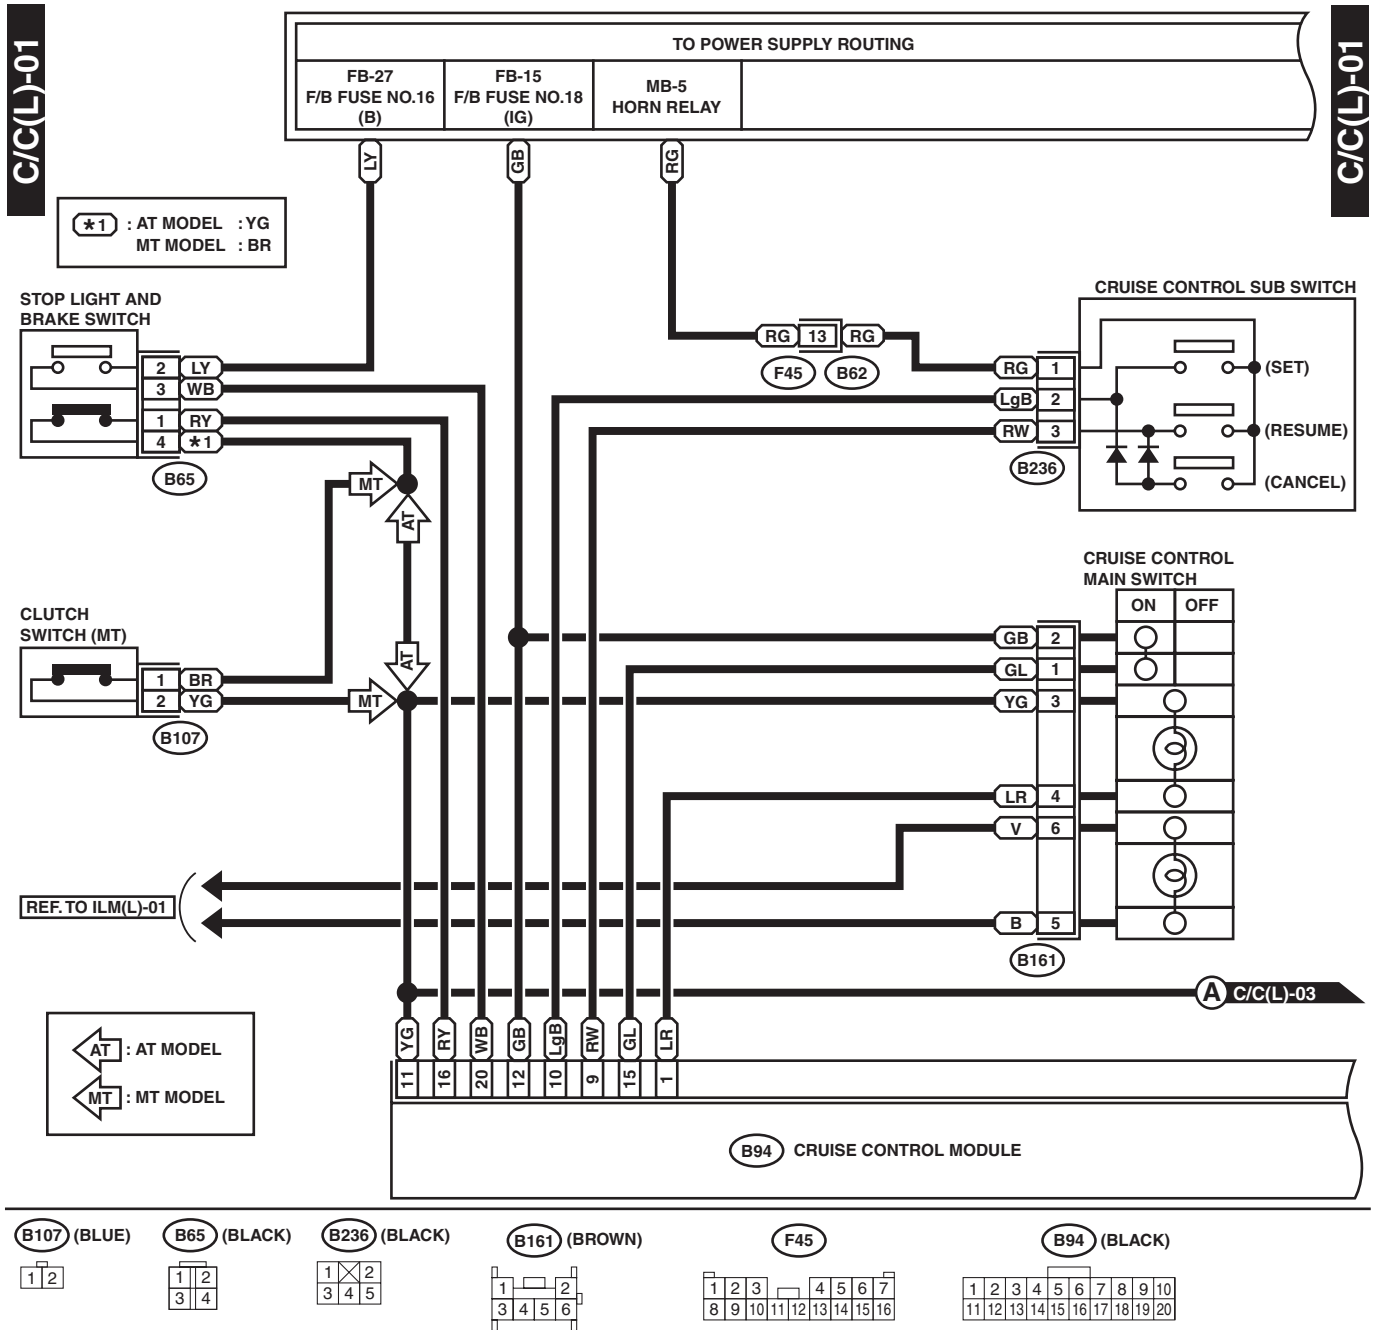 C/C(L)-01
C/C(L)-01
TO POWER SUPPLY ROUTING
FB-27
F/B FUSE NO.16
(B)
FB-15
F/B FUSE NO.18
(IG)
MB-5
HORN RELAY
LY
GB
RG
*1 : AT MODEL : YG
MT MODEL : BR
STOP LIGHT AND
BRAKE SWITCH
2 LY
3 WB
1 RY
4 *1
B65
RG 13 RG
F45 B62
CRUISE CONTROL SUB SWITCH
RG 1
LgB 2
RW 3
B236
(SET)
(RESUME)
(CANCEL)
MT
AT
AT
MT
CLUTCH
SWITCH (MT)
1 BR
2 YG
B107
CRUISE CONTROL
MAIN SWITCH
ON OFF
GB 2
GL 1
YG 3
LR 4
V 6
B 5
B161
REF. TO ILM(L)-01
A C/C(L)-03
AT : AT MODEL
MT : MT MODEL
YG RY WB GB LgB RW GL LR
11 16 20 12 10 9 15 1
B94 CRUISE CONTROL MODULE
B107 (BLUE)
1 2
B65 (BLACK)
1 2
3 4
B236 (BLACK)
1 2
3 4 5
B161 (BROWN)
1 2
3 4 5 6
F45
1 2 3 4 5 6 7
8 9 10 11 12 13 14 15 16
B94 (BLACK)
1 2 3 4 5 6 7 8 9 10
11 12 13 14 15 16 17 18 19 20